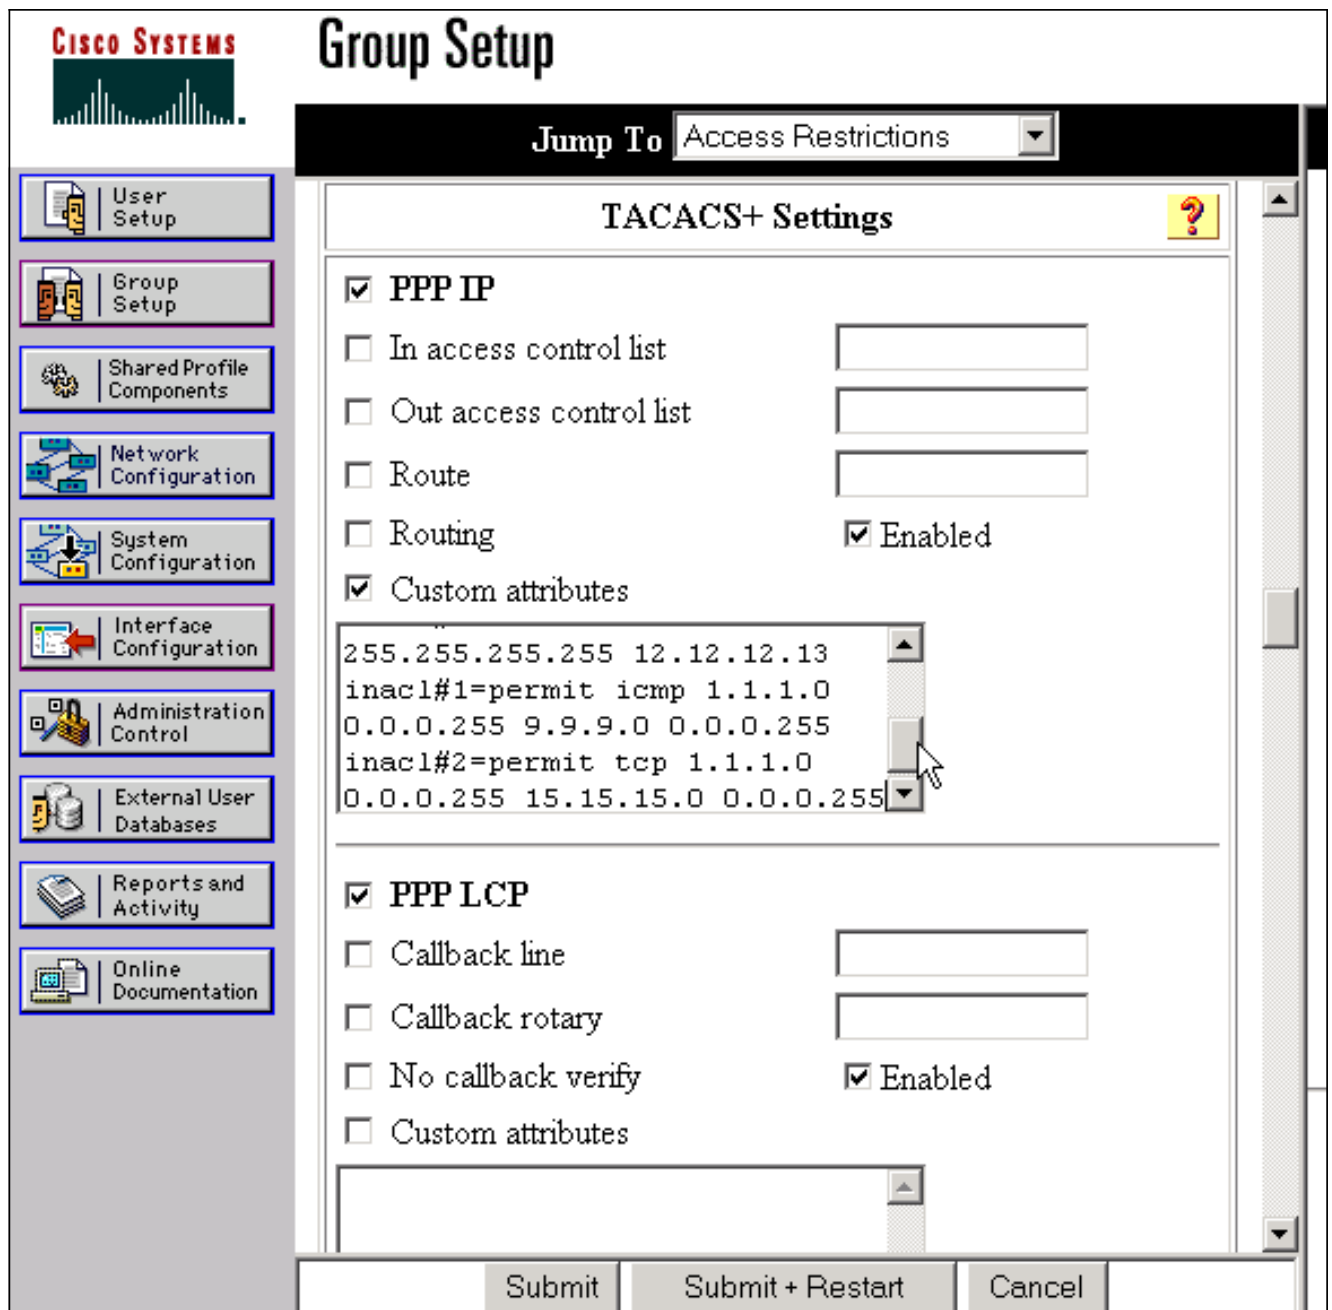 CISCO SYSTEMS
Group Setup
Jump To Access Restrictions
User
Setup
Group
Setup
Shared Profile
Components
Network
Configuration
System
Configuration
Interface
Configuration
Administration
Control
External User
Databases
Reports and
Activity
Online
Documentation
TACACS+ Settings
?
PPP IP
In access control list
Out access control list
Route
Routing Enabled
Custom attributes
255.255.255.255 12.12.12.13
inacl#1=permit icmp 1.1.1.0
0.0.0.255 9.9.9.0 0.0.0.255
inacl#2=permit tcp 1.1.1.0
0.0.0.255 15.15.15.0 0.0.0.255
PPP LCP
Callback line
Callback rotary
No callback verify Enabled
Custom attributes
Submit Submit + Restart Cancel